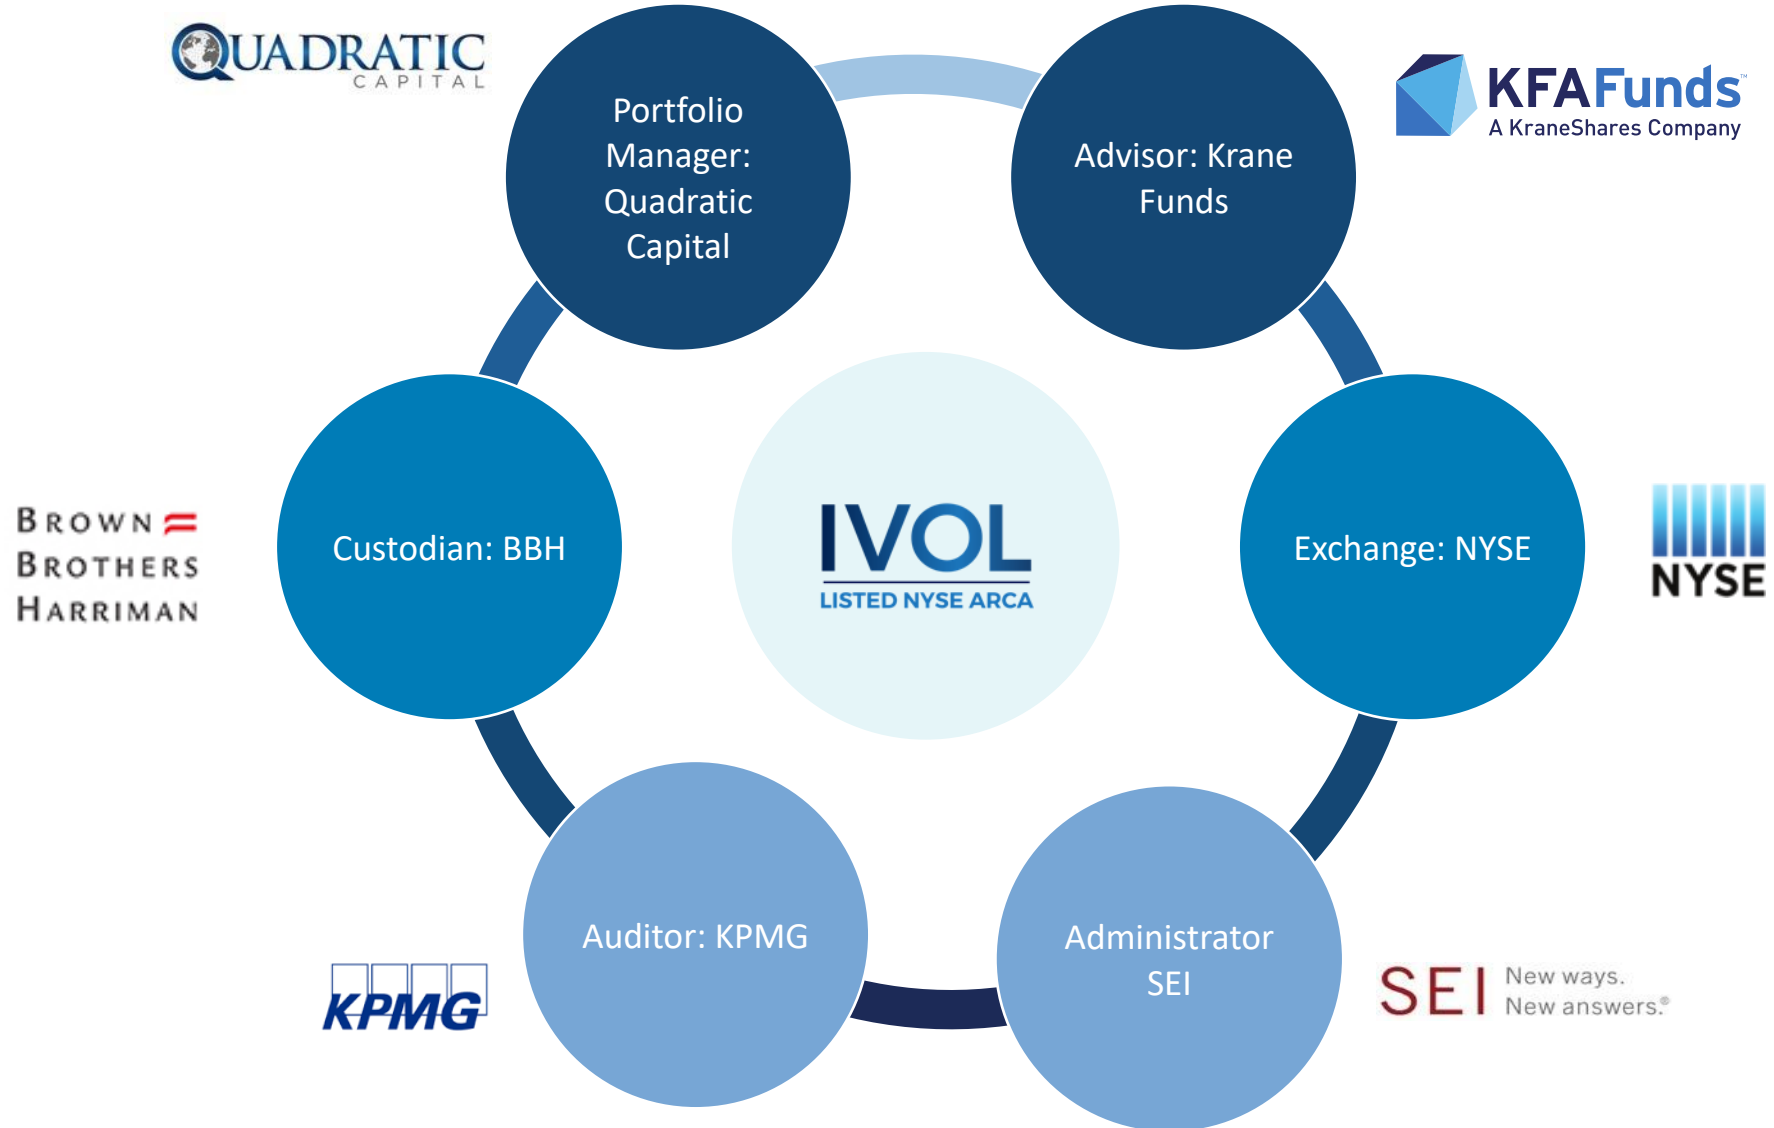 QUADRATIC
CAPITAL
Portfolio
Manager:
Quadratic
Capital
Advisor: Krane
Funds
KFAFunds™
A KraneShares Company
BROWN
BROTHERS
HARRIMAN
Custodian: BBH
IVOL
LISTED NYSE ARCA
Exchange: NYSE
NYSE
KPMG
Auditor: KPMG
Administrator
SEI
SEI
New ways.
New answers.®